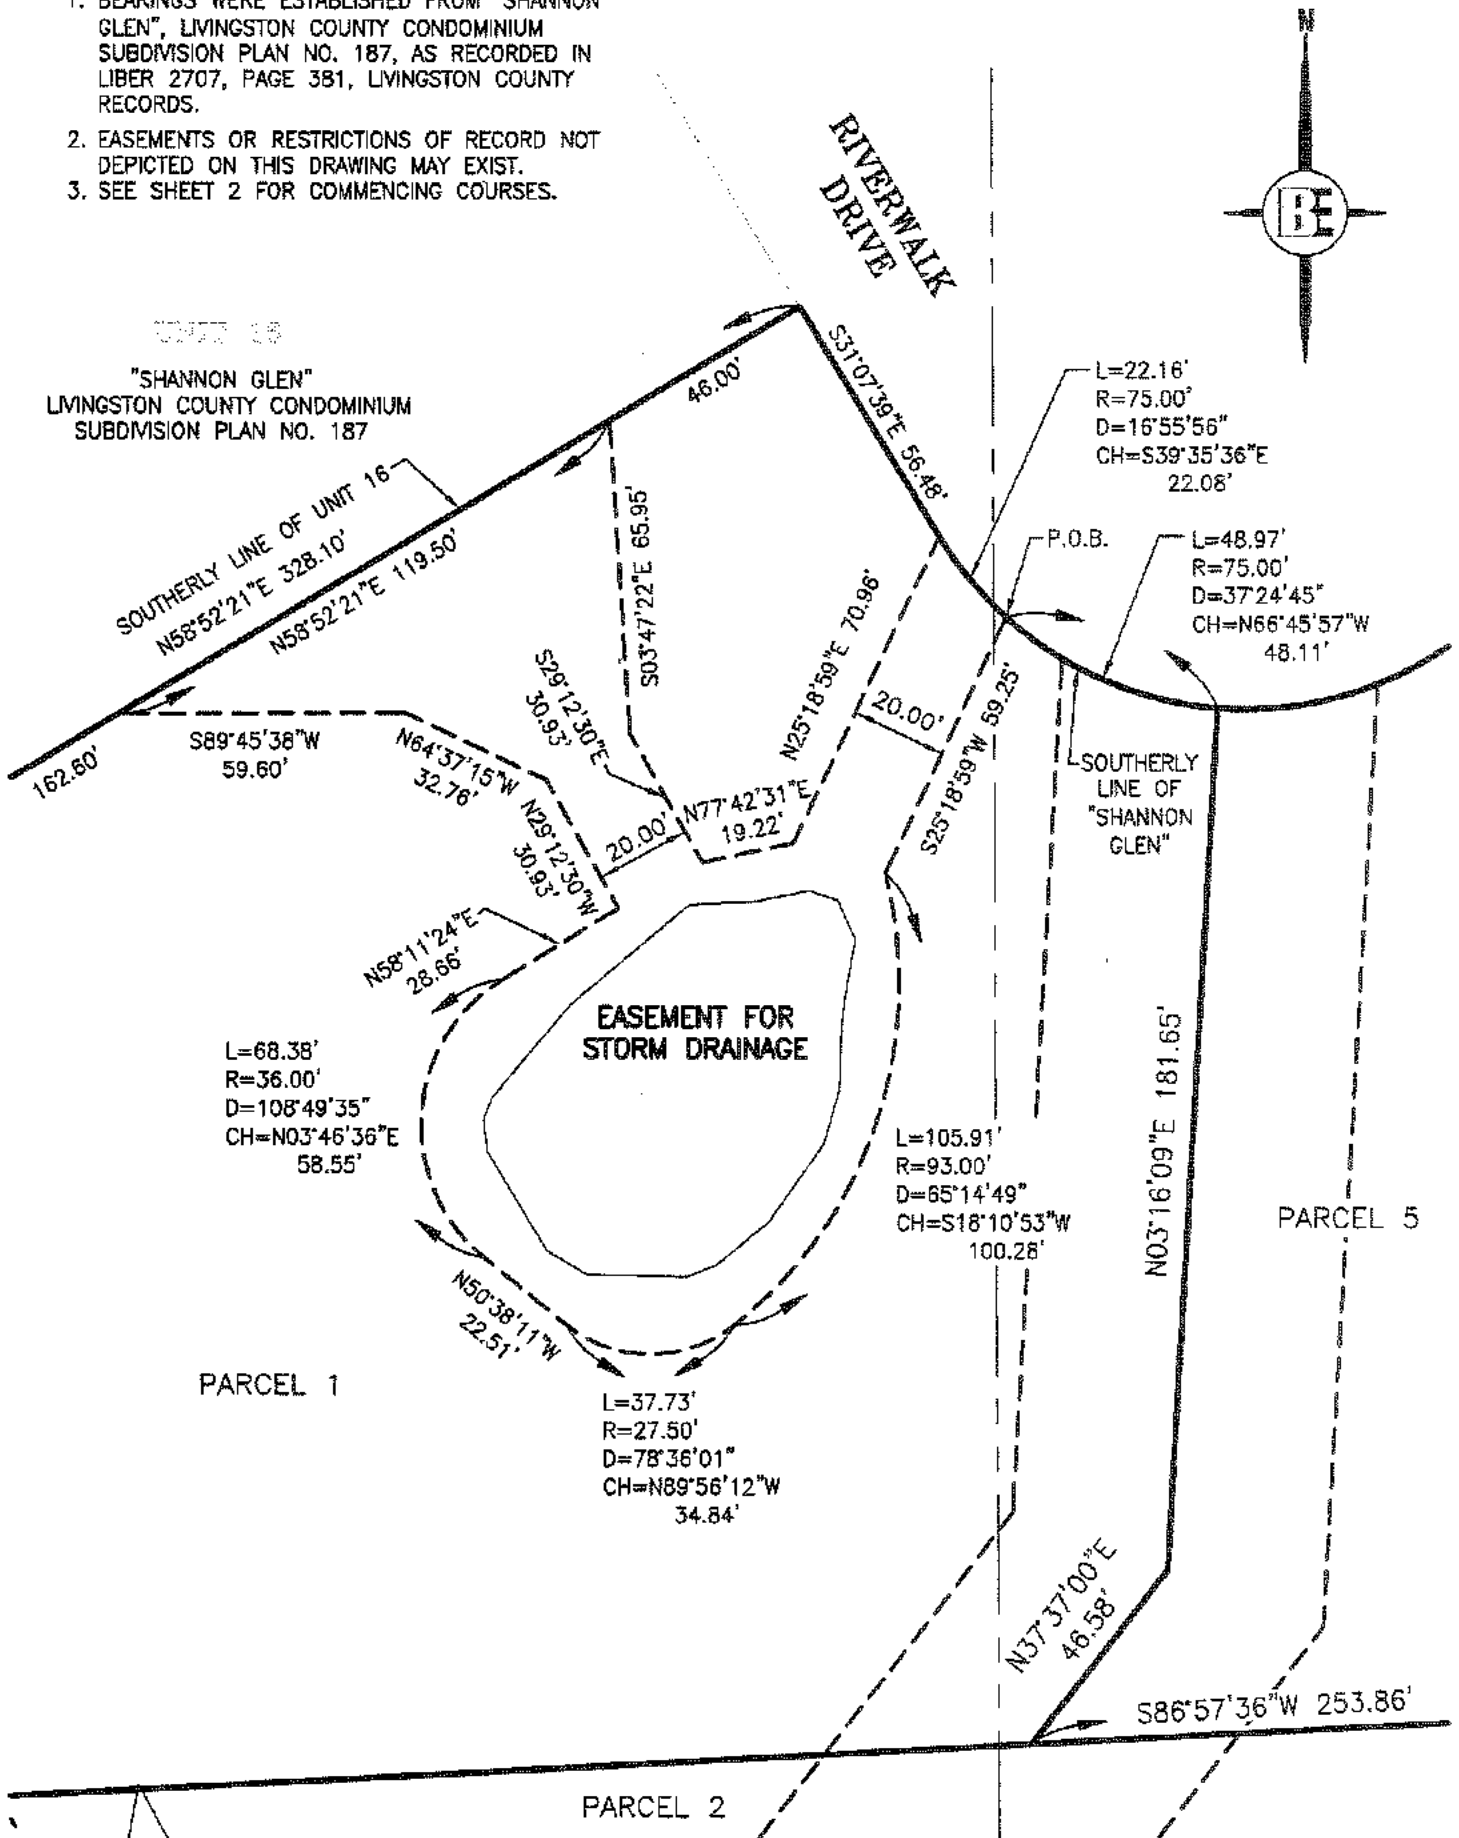 1. BEARINGS WERE ESTABLISHED FROM "SHANNON
GLEN", LIVINGSTON COUNTY CONDOMINIUM
SUBDIVISION PLAN NO. 187, AS RECORDED IN
LIBER 2707, PAGE 381, LIVINGSTON COUNTY
RECORDS.
2. EASEMENTS OR RESTRICTIONS OF RECORD NOT
DEPICTED ON THIS DRAWING MAY EXIST.
3. SEE SHEET 2 FOR COMMENCING COURSES.
N
BE
RIVERWALK
DRIVE
UNIT 16
"SHANNON GLEN"
LIVINGSTON COUNTY CONDOMINIUM
SUBDIVISION PLAN NO. 187
46.00'
S31°07'39"E 56.48'
L=22.16'
R=75.00'
D=16°55'56"
CH=S39°35'36"E
22.08'
SOUTHERLY LINE OF UNIT 16
N58°52'21"E 328.10'
N58°52'21"E 119.50'
S03°47'22"E 65.95'
P.O.B.
L=48.97'
R=75.00'
D=37°24'45"
CH=N66°45'57"W
48.11'
N25°18'59"E 70.96'
20.00'
S25°18'59"W 59.25'
S29°12'30"E
30.93'
162.60'
S89°45'38"W
59.60'
N64°37'15"W
32.76'
N29°12'30"W
30.93'
20.00'
N77°42'31"E
19.22'
SOUTHERLY
LINE OF
"SHANNON
GLEN"
N58°11'24"E
28.66'
EASEMENT FOR
STORM DRAINAGE
L=68.38'
R=36.00'
D=108°49'35"
CH=N03°46'36"E
58.55'
L=105.91'
R=93.00'
D=65°14'49"
CH=S18°10'53"W
100.28'
N03°16'09"E 181.65'
PARCEL 5
N50°38'11"W
22.51'
PARCEL 1
L=37.73'
R=27.50'
D=78°36'01"
CH=N89°56'12"W
34.84'
N37°37'00"E
46.58'
S86°57'36"W 253.86'
PARCEL 2